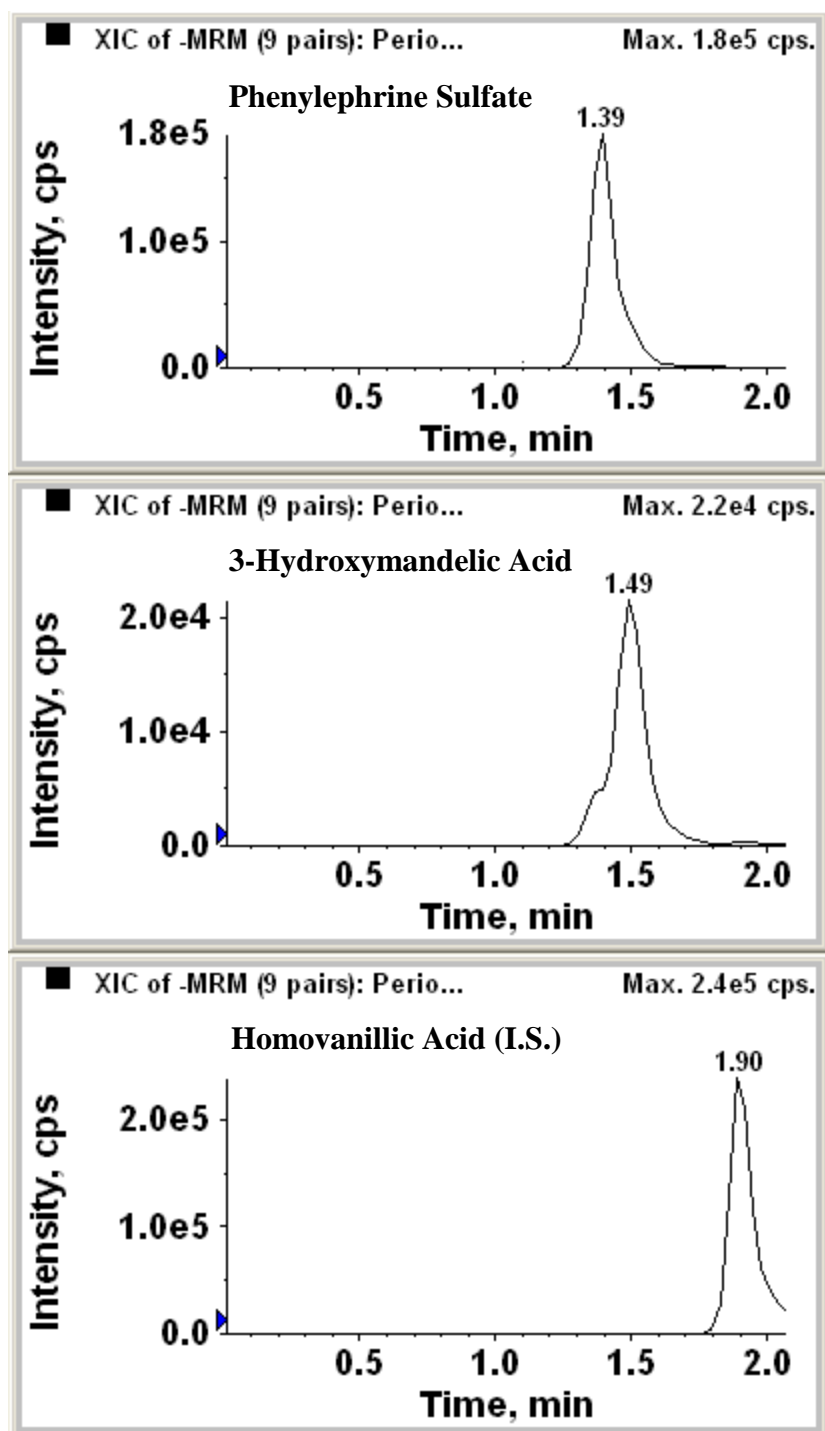 XIC of -MRM (9 pairs): Perio... Max. 1.8e5 cps.
Phenylephrine Sulfate
1.39
1.8e5
1.0e5
0.0
Intensity, cps
0.5 1.0 1.5 2.0
Time, min
XIC of -MRM (9 pairs): Perio... Max. 2.2e4 cps.
3-Hydroxymandelic Acid
1.49
2.0e4
1.0e4
0.0
Intensity, cps
0.5 1.0 1.5 2.0
Time, min
XIC of -MRM (9 pairs): Perio... Max. 2.4e5 cps.
Homovanillic Acid (I.S.)
1.90
2.0e5
1.0e5
0.0
Intensity, cps
0.5 1.0 1.5 2.0
Time, min